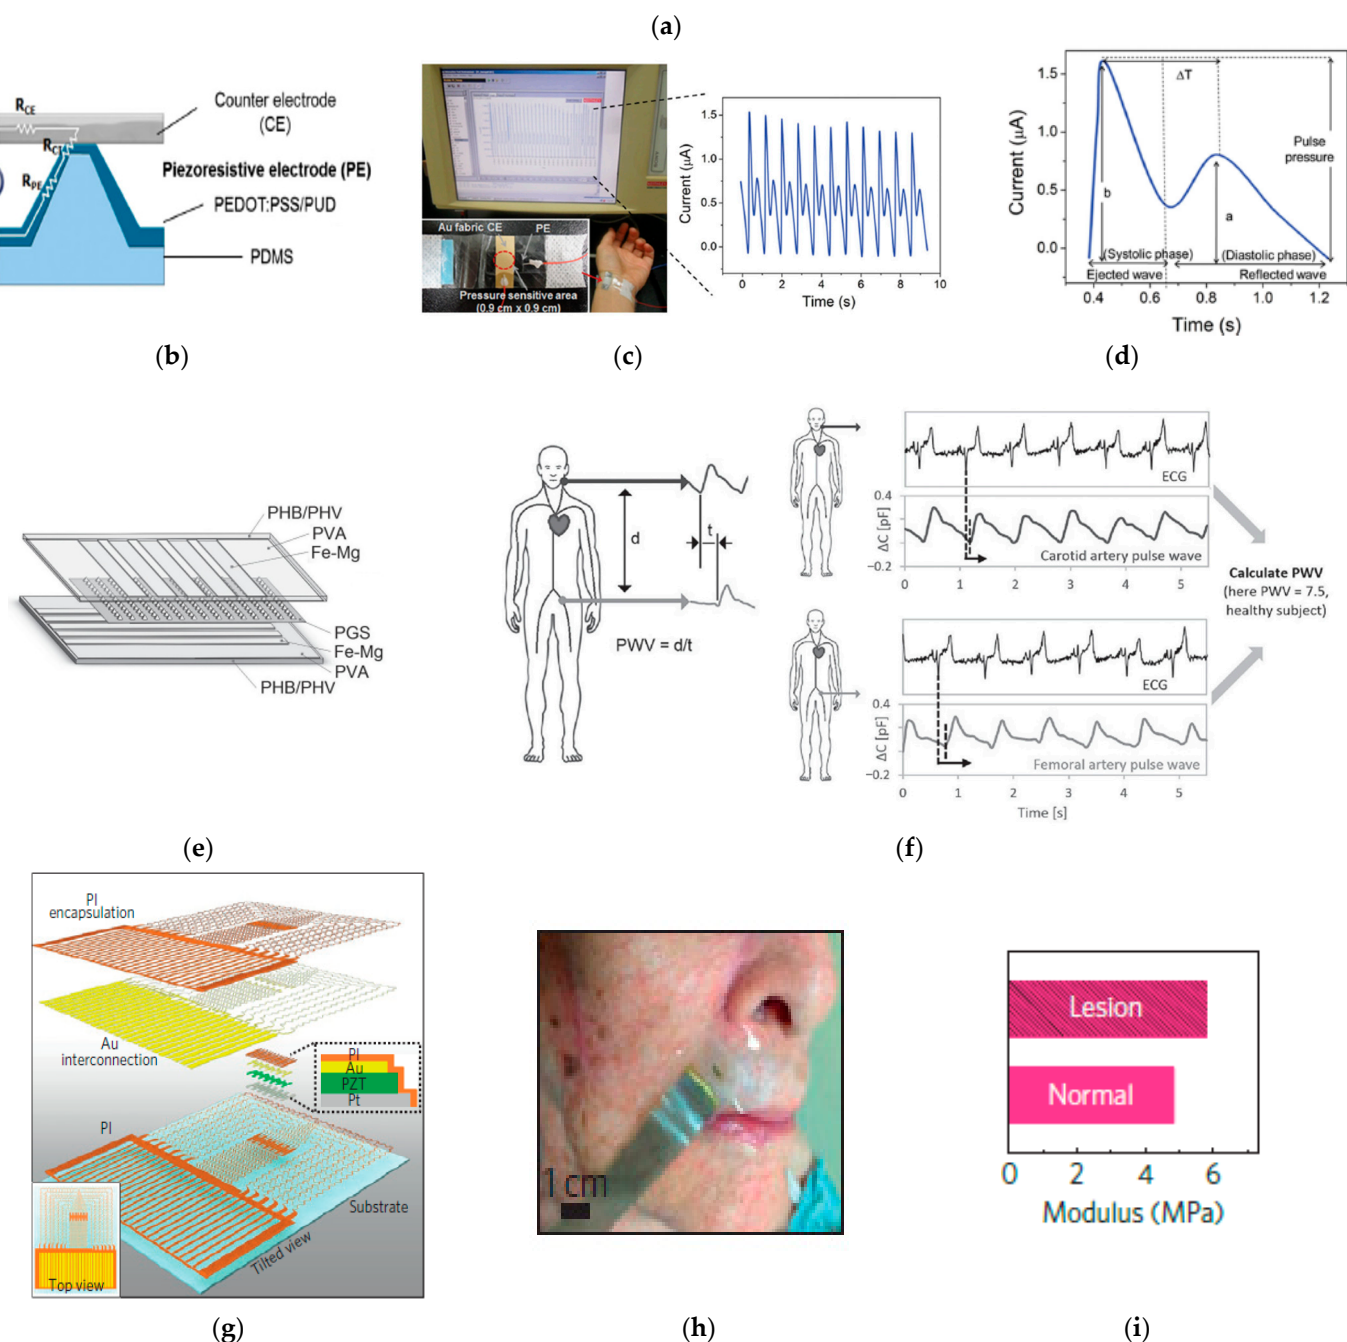 (a)
R_CE
R_CT
R_PE
Counter electrode
(CE)
Piezoresistive electrode (PE)
PEDOT:PSS/PUD
PDMS
(b)
Au fabric CE
PE
Pressure sensitive area
(0.9 cm x 0.9 cm)
Current (μA)
1.5
1.0
0.5
0.0
0 2 4 6 8 10
Time (s)
(c)
Current (μA)
1.5
1.0
0.5
0.0
ΔT
Pulse
pressure
b
a
(Systolic phase)
(Diastolic phase)
Ejected wave
Reflected wave
0.4 0.6 0.8 1.0 1.2
Time (s)
(d)
PHB/PHV
PVA
Fe-Mg
PGS
Fe-Mg
PVA
PHB/PHV
(e)
d
t
PWV = d/t
ECG
0.4
ΔC [pF]
-0.2
Carotid artery pulse wave
0 1 2 3 4 5
Calculate PWV
(here PWV = 7.5,
healthy subject)
ECG
0.4
ΔC [pF]
-0.2
Femoral artery pulse wave
0 1 2 3 4 5
Time [s]
(f)
PI
encapsulation
Au
interconnection
PI
Au
PZT
Pt
PI
Substrate
Tilted view
Top view
(g)
1 cm
(h)
Lesion
Normal
0 2 4 6
Modulus (MPa)
(i)